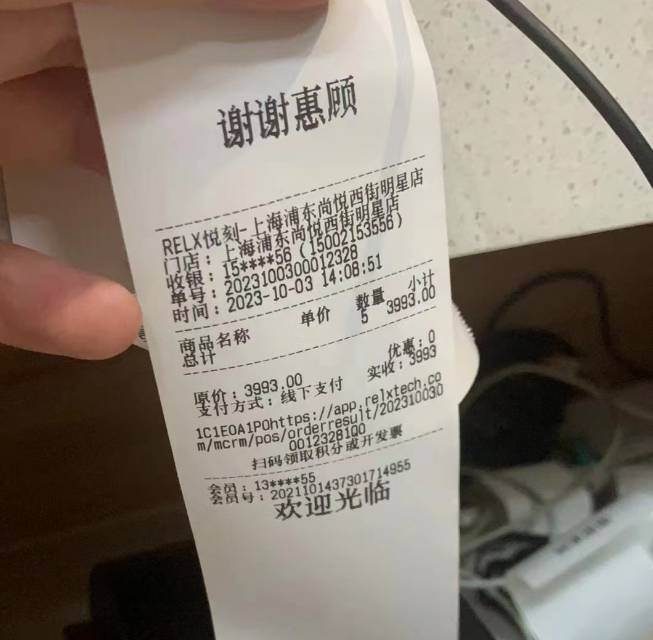 谢谢惠顾
RELX悦刻-上海浦东尚悦西街明星店
门店：上海浦东尚悦西街明星店
收银：15****56(15002153556)
单号：2023100300012328
时间：2023-10-03 14:08:51
商品名称 单价 数量 小计
总计 5 3993.00
优惠：0
原价：3993.00 实收：3993
支付方式：线下支付
1C1E0A1P0https://app.relxtech.co
m/mcrm/pos/orderresult/202310030
0012328100
扫码领取积分或开发票
会员：13****55
会员号：2021101437301714955
欢迎光临